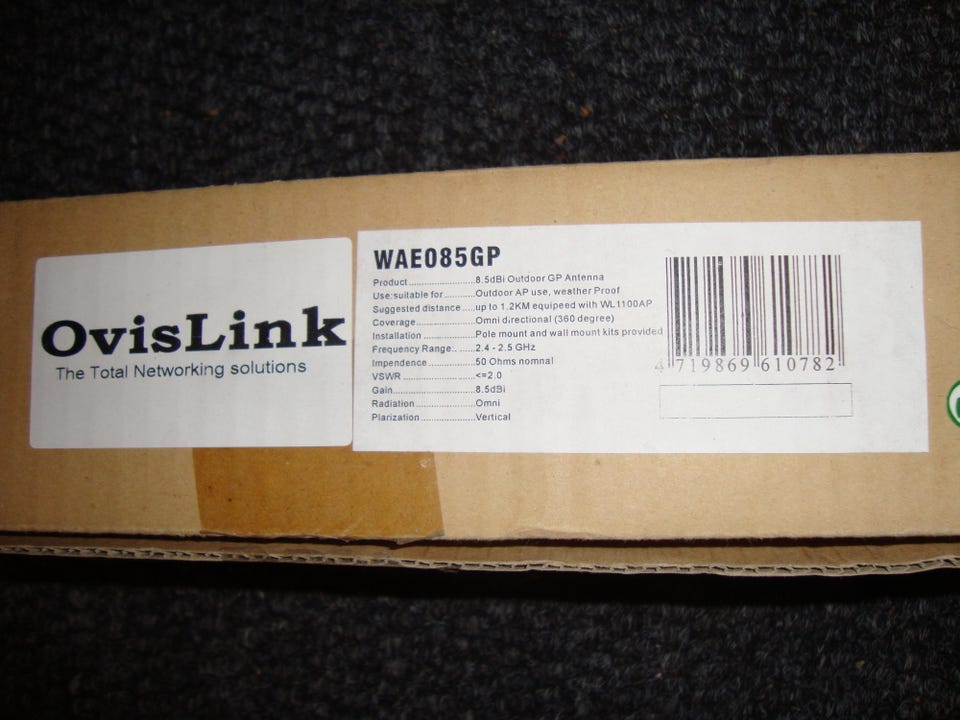 OvisLink
The Total Networking solutions
WAE085GP
Product......................8.5dBi Outdoor GP Antenna
Use:suitable for..........Outdoor AP use, weather Proof
Suggested distance....up to 1.2KM equipeed with WL1100AP
Coverage...................Omni directional (360 degree)
Installation.................Pole mount and wall mount kits provided
Frequency Range:......2.4 - 2.5 GHz
Impendence...............50 Ohms nomnal
VSWR........................<=2.0
Gain..........................8.5dBi
Radiation...................Omni
Plarization.................Vertical
4 719869 610782